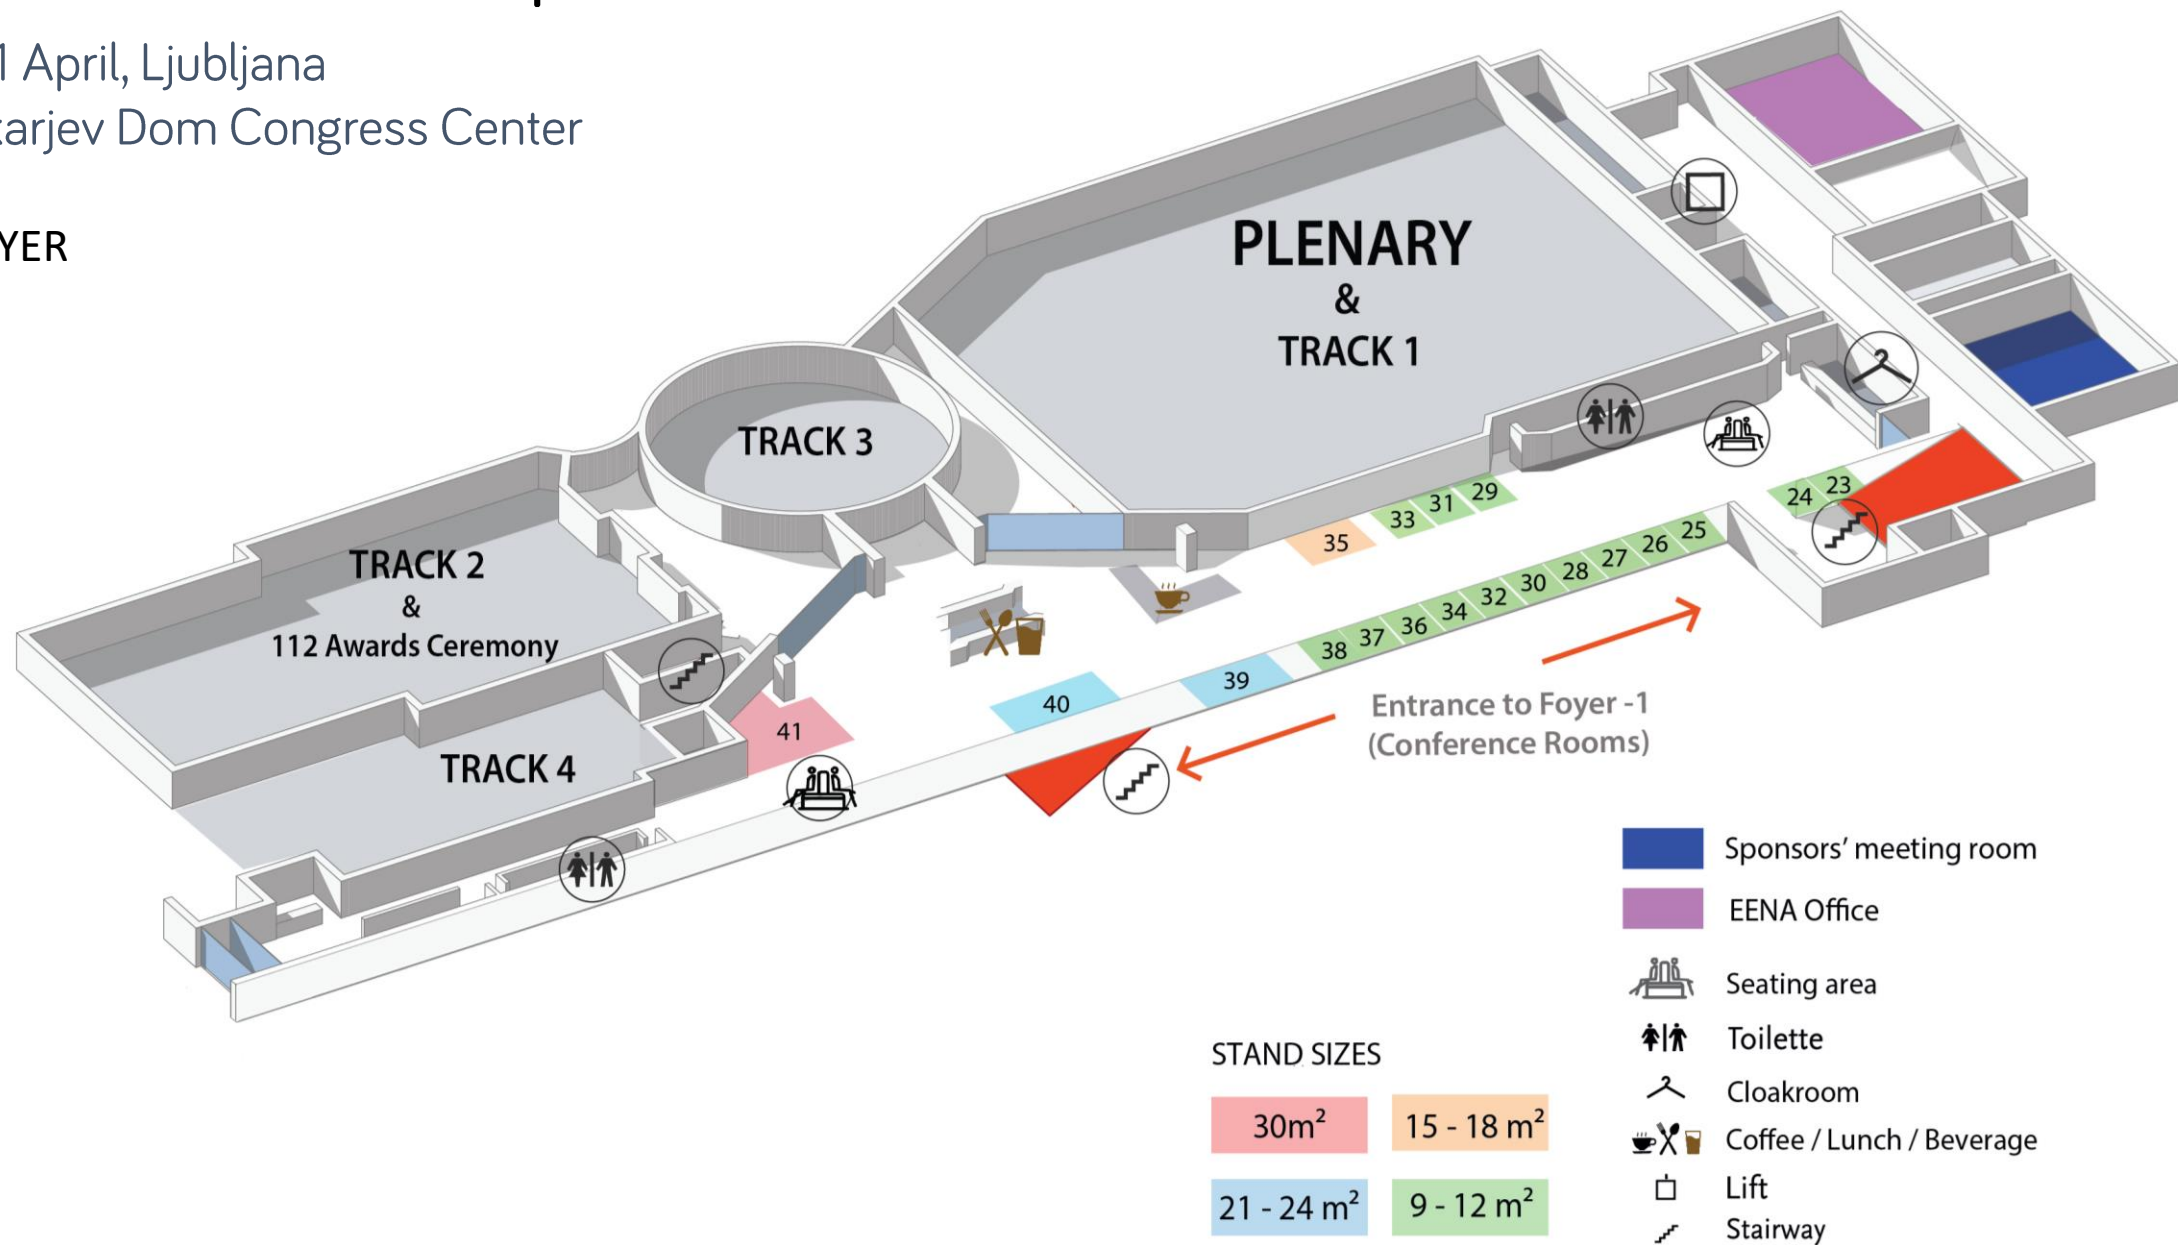 1 April, Ljubljana
karjev Dom Congress Center
YER
PLENARY
&
TRACK 1
TRACK 3
TRACK 2
&
112 Awards Ceremony
TRACK 4
24 23
33 31 29
35
38 37 36 34 32 30 28 27 26 25
39
40
41
Entrance to Foyer -1
(Conference Rooms)
Sponsors' meeting room
EENA Office
Seating area
Toilette
Cloakroom
Coffee / Lunch / Beverage
Lift
Stairway
STAND SIZES
30m²
15 - 18 m²
21 - 24 m²
9 - 12 m²